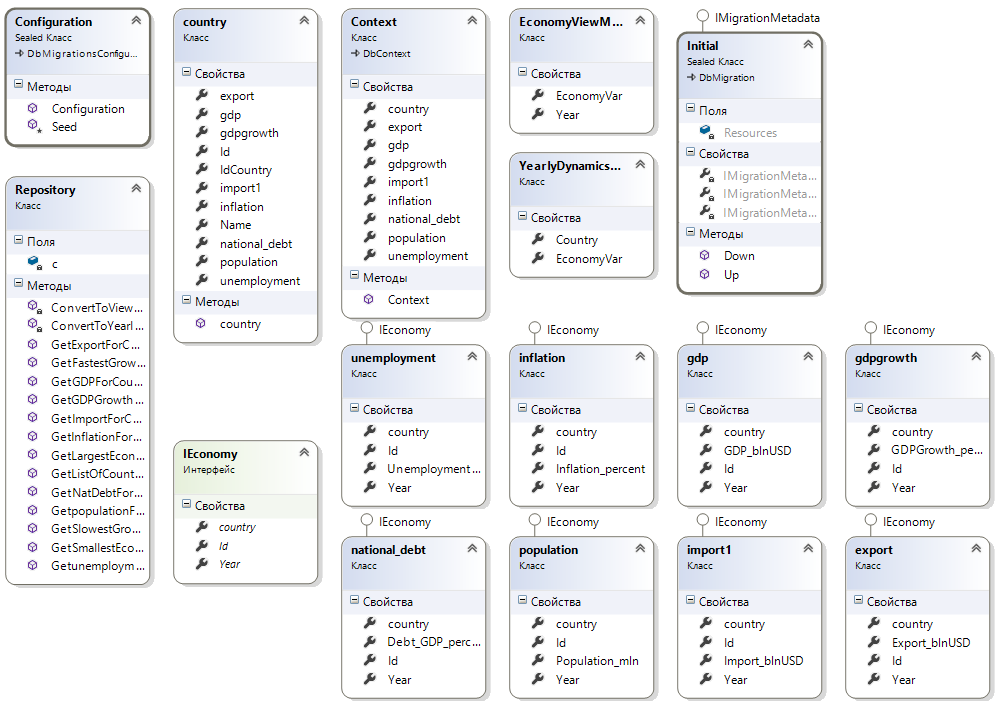 Configuration
Sealed Класс
DbMigrationsConfigu...
Методы
Configuration
Seed
country
Класс
Свойства
export
gdp
gdpgrowth
Id
IdCountry
import1
inflation
Name
national_debt
population
unemployment
Методы
country
Context
Класс
DbContext
Свойства
country
export
gdp
gdpgrowth
import1
inflation
national_debt
population
unemployment
Методы
Context
EconomyViewM...
Класс
Свойства
EconomyVar
Year
YearlyDynamics...
Класс
Свойства
Country
EconomyVar
IMigrationMetadata
Initial
Sealed Класс
DbMigration
Поля
Resources
Свойства
IMigrationMeta...
IMigrationMeta...
IMigrationMeta...
Методы
Down
Up
Repository
Класс
Поля
c
Методы
ConvertToView...
ConvertToYearl...
GetExportForC...
GetFastestGrow...
GetGDPForCou...
GetGDPGrowth...
GetImportForC...
GetInflationFor...
GetLargestEcon...
GetListOfCount...
GetNatDebtFor...
GetpopulationF...
GetSlowestGro...
GetSmallestEco...
Getunemploym...
IEconomy
Интерфейс
Свойства
country
Id
Year
IEconomy
unemployment
Класс
Свойства
country
Id
Unemployment...
Year
IEconomy
inflation
Класс
Свойства
country
Id
Inflation_percent
Year
IEconomy
gdp
Класс
Свойства
country
GDP_blnUSD
Id
Year
IEconomy
gdpgrowth
Класс
Свойства
country
GDPGrowth_pe...
Id
Year
IEconomy
national_debt
Класс
Свойства
country
Debt_GDP_perc...
Id
Year
IEconomy
population
Класс
Свойства
country
Id
Population_mln
Year
IEconomy
import1
Класс
Свойства
country
Id
Import_blnUSD
Year
IEconomy
export
Класс
Свойства
country
Export_blnUSD
Id
Year